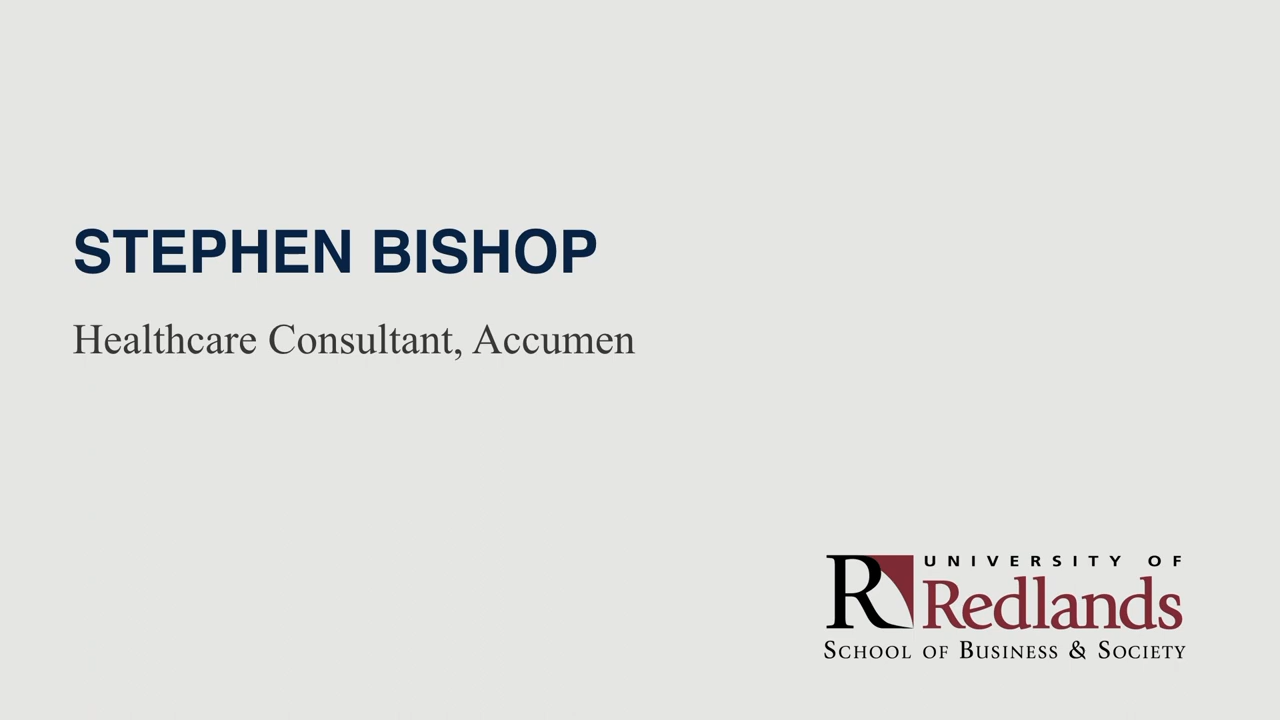 STEPHEN BISHOP
Healthcare Consultant, Accumen
R
UNIVERSITY OF
Redlands
SCHOOL OF BUSINESS & SOCIETY